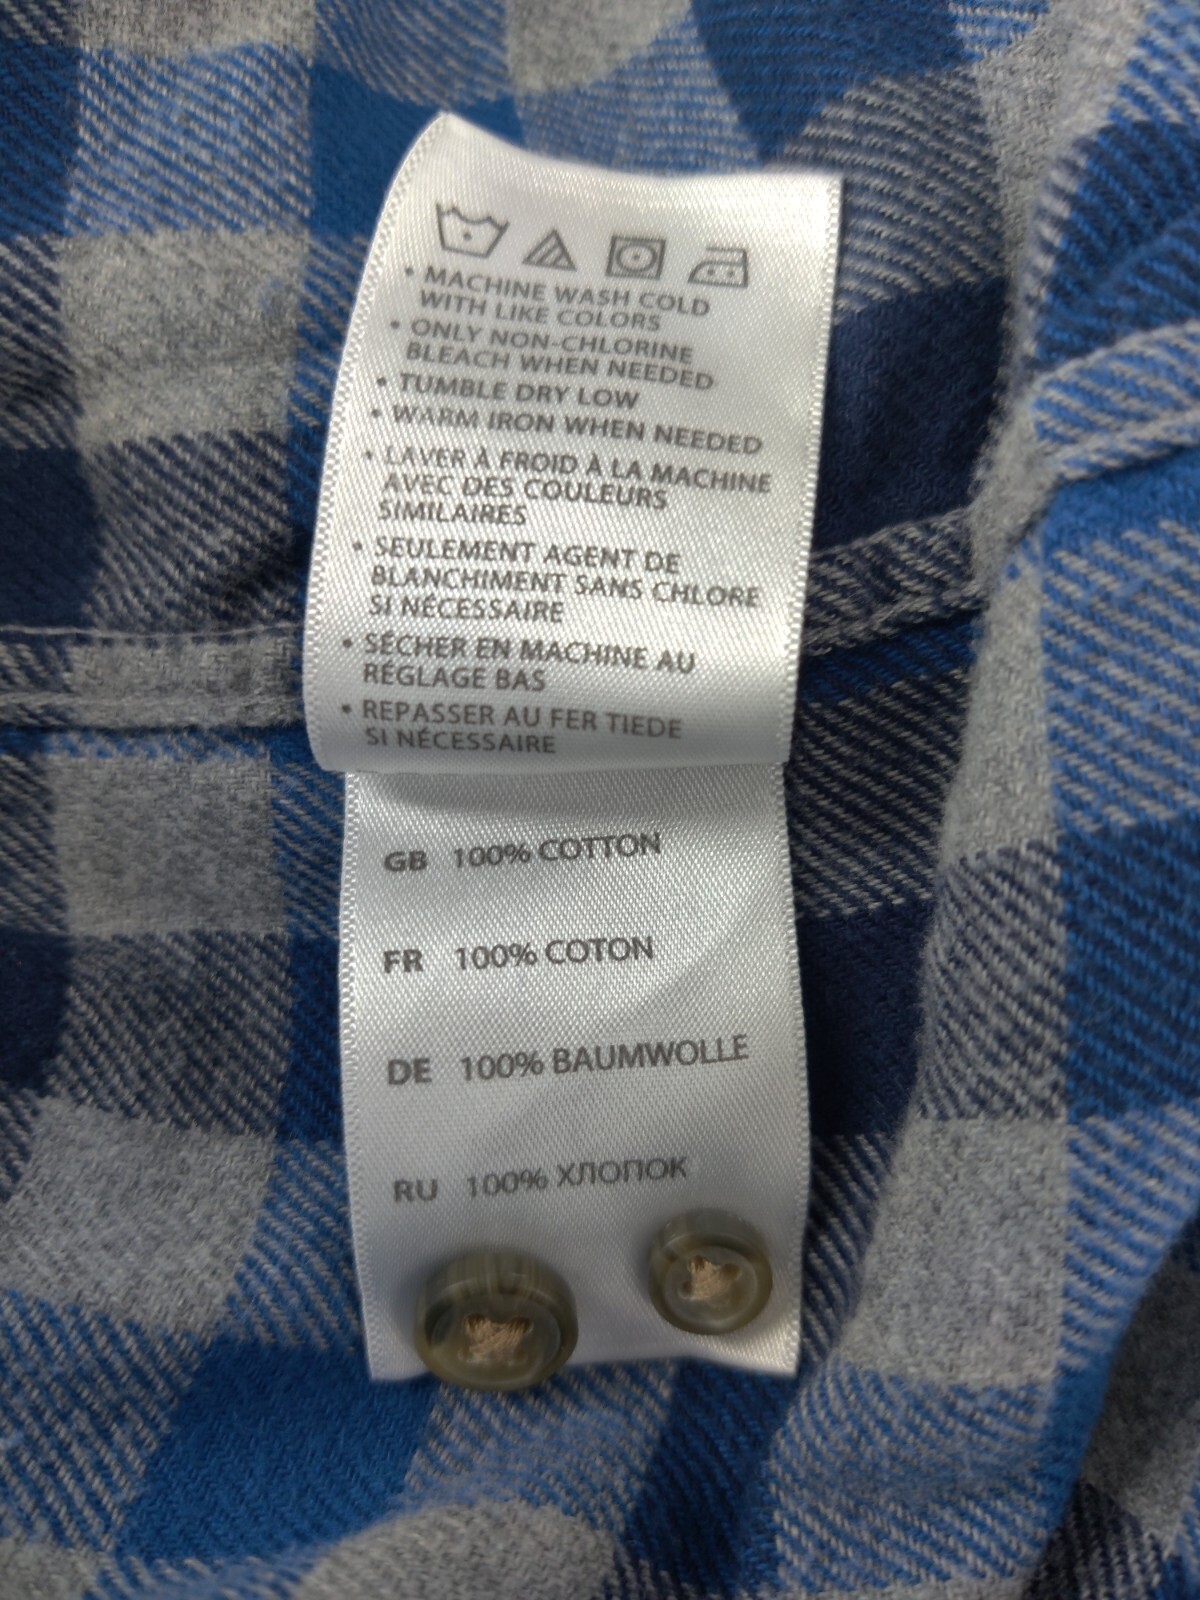 • MACHINE WASH COLD
WITH LIKE COLORS
• ONLY NON-CHLORINE
BLEACH WHEN NEEDED
• TUMBLE DRY LOW
• WARM IRON WHEN NEEDED
• LAVER À FROID À LA MACHINE
AVEC DES COULEURS
SIMILAIRES
• SEULEMENT AGENT DE
BLANCHIMENT SANS CHLORE
SI NÉCESSAIRE
• SÉCHER EN MACHINE AU
RÉGLAGE BAS
• REPASSER AU FER TIEDE
SI NÉCESSAIRE
GB 100% COTTON
FR 100% COTON
DE 100% BAUMWOLLE
RU 100% ХЛОПОК